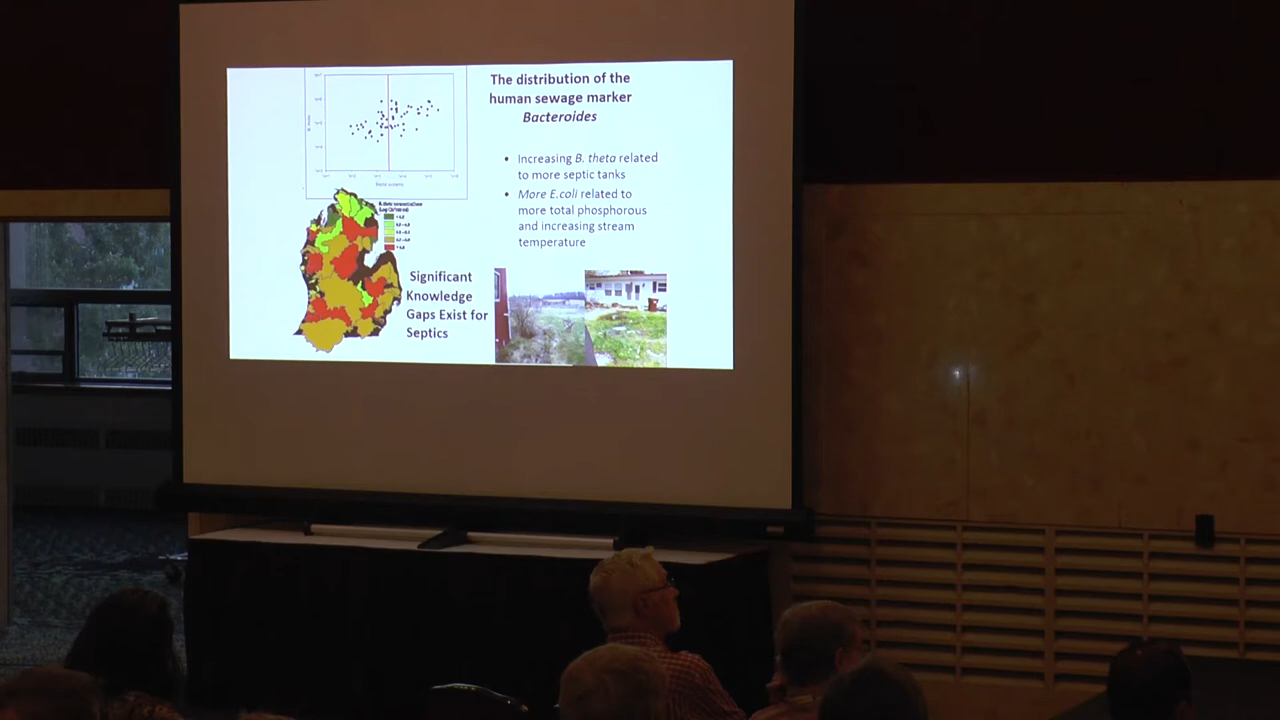 The distribution of the
human sewage marker
Bacteroides
• Increasing B. theta related
to more septic tanks
• More E.coli related to
more total phosphorous
and increasing stream
temperature
Significant
Knowledge
Gaps Exist for
Septics